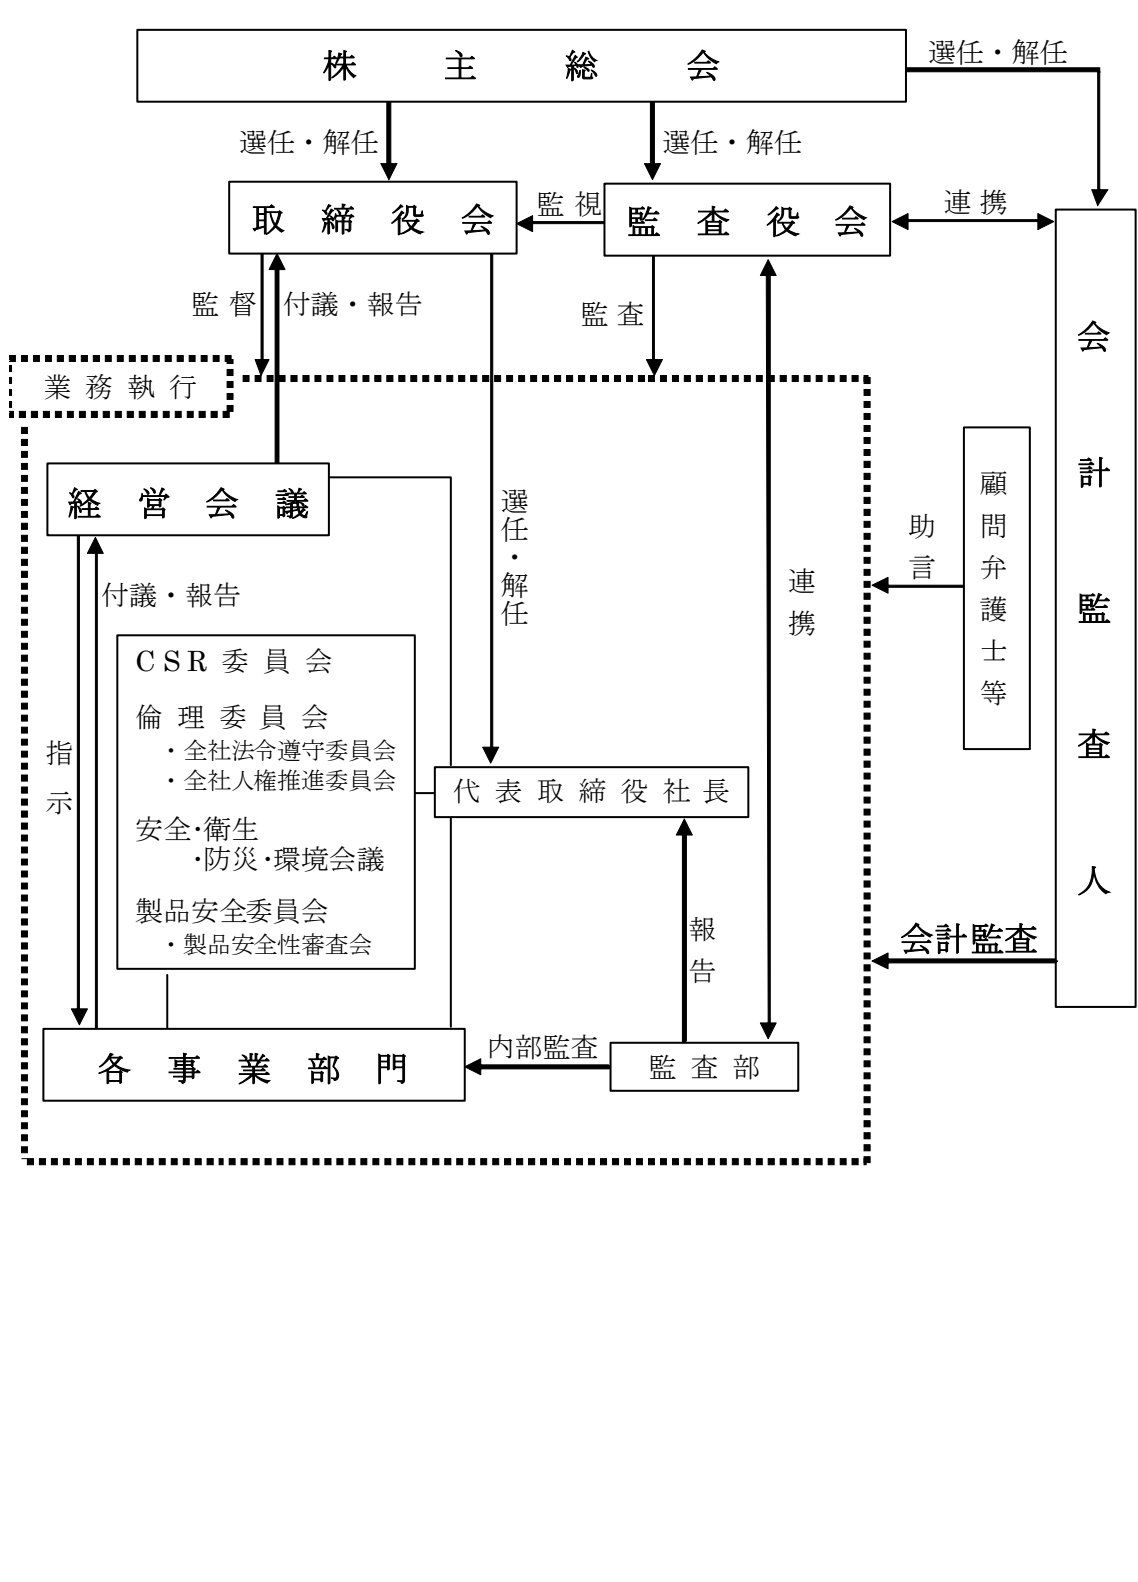 株主総会
選任・解任
選任・解任
選任・解任
取締役会
監視
監査役会
連携
監督
付議・報告
監査
業務執行
経営会議
選任・解任
付議・報告
連携
助言
顧問弁護士等
会計監査人
CSR委員会
倫理委員会
・全社法令遵守委員会
・全社人権推進委員会
安全・衛生
・防災・環境会議
製品安全委員会
・製品安全性審査会
指示
代表取締役社長
報告
会計監査
各事業部門
内部監査
監査部